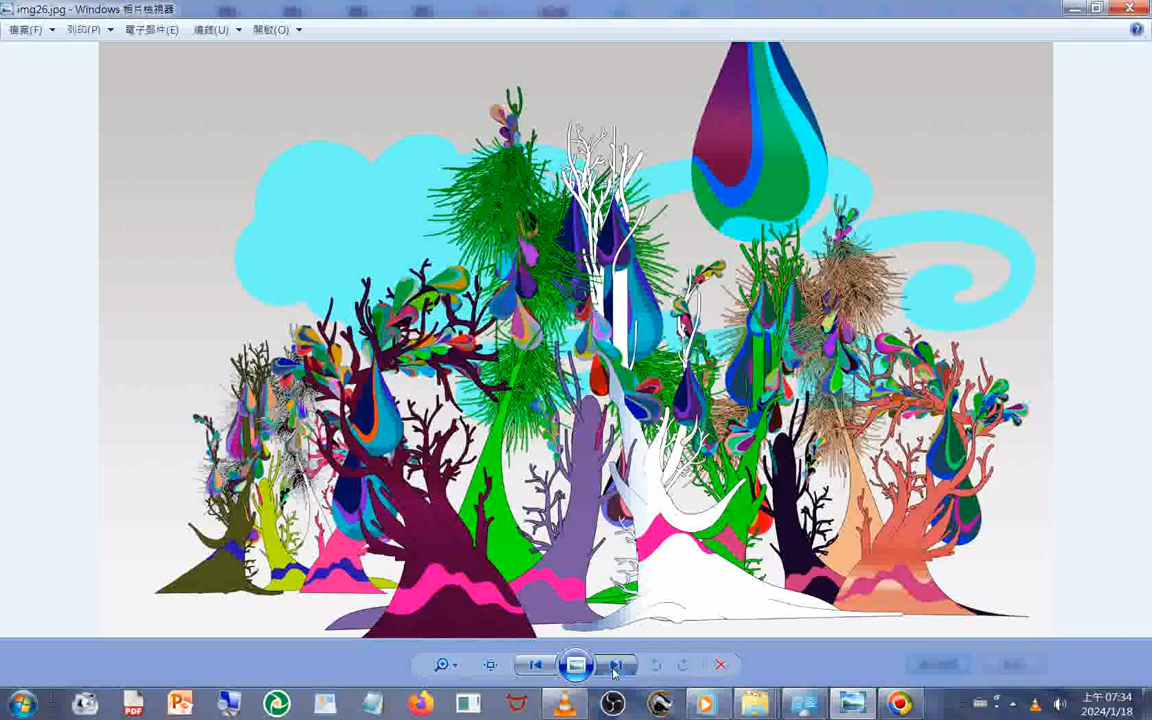 img26.jpg - Windows 相片檢視器
檔案(F) 列印(P) 電子郵件(E) 燒錄(U) 開啟(O)
PDF
上午 07:34
2024/1/18